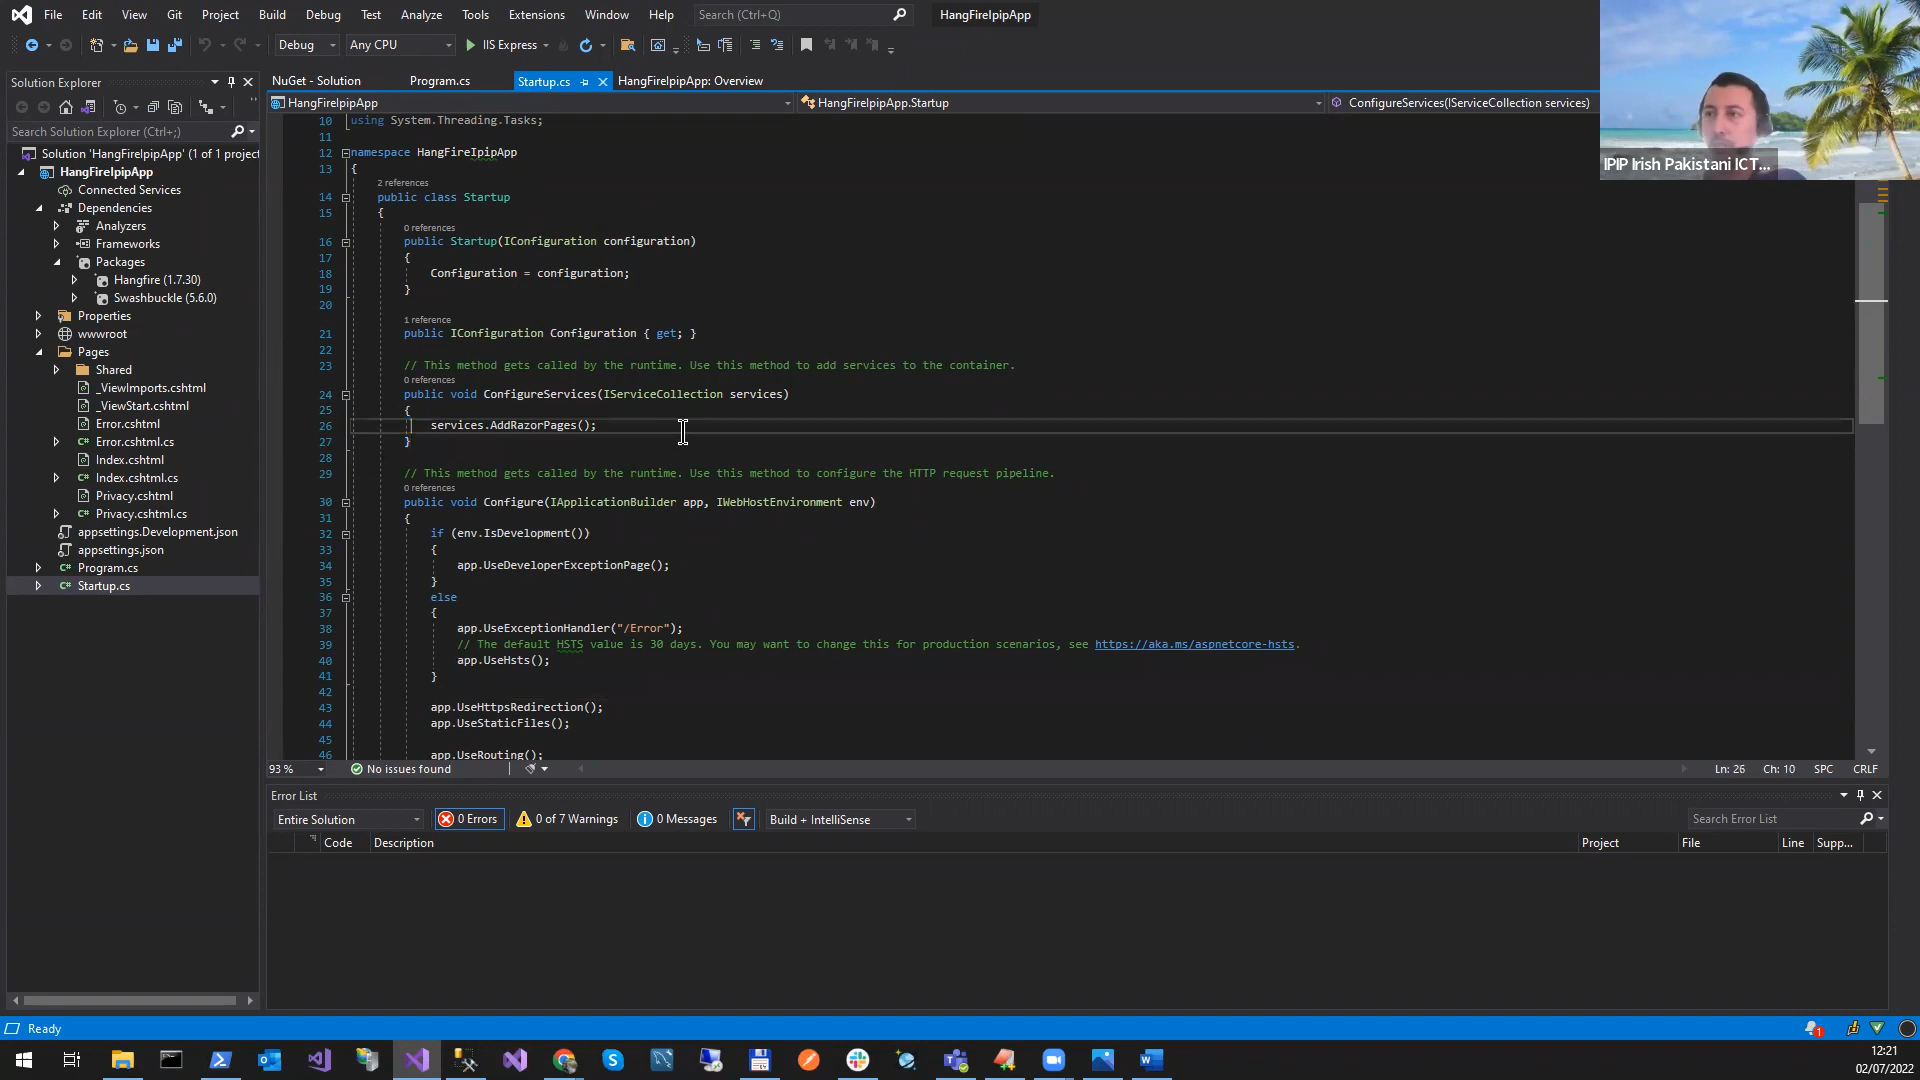 File Edit View Git Project Build Debug Test Analyze Tools Extensions Window Help Search (Ctrl+Q) HangFireIpipApp
Debug Any CPU IIS Express
Solution Explorer
Search Solution Explorer (Ctrl+;)
Solution 'HangFireIpipApp' (1 of 1 project
HangFireIpipApp
Connected Services
Dependencies
Analyzers
Frameworks
Packages
Hangfire (1.7.30)
Swashbuckle (5.6.0)
Properties
wwwroot
Pages
Shared
_ViewImports.cshtml
_ViewStart.cshtml
Error.cshtml
Error.cshtml.cs
Index.cshtml
Index.cshtml.cs
Privacy.cshtml
Privacy.cshtml.cs
appsettings.Development.json
appsettings.json
Program.cs
Startup.cs
NuGet - Solution Program.cs Startup.cs HangFireIpipApp: Overview
HangFireIpipApp HangFireIpipApp.Startup ConfigureServices(IServiceCollection services)
10 using System.Threading.Tasks;
11
12 namespace HangFireIpipApp
13 {
2 references
14 public class Startup
15 {
0 references
16 public Startup(IConfiguration configuration)
17 {
18 Configuration = configuration;
19 }
20
1 reference
21 public IConfiguration Configuration { get; }
22
23 // This method gets called by the runtime. Use this method to add services to the container.
0 references
24 public void ConfigureServices(IServiceCollection services)
25 {
26 services.AddRazorPages();
27 }
28
29 // This method gets called by the runtime. Use this method to configure the HTTP request pipeline.
0 references
30 public void Configure(IApplicationBuilder app, IWebHostEnvironment env)
31 {
32 if (env.IsDevelopment())
33 {
34 app.UseDeveloperExceptionPage();
35 }
36 else
37 {
38 app.UseExceptionHandler("/Error");
39 // The default HSTS value is 30 days. You may want to change this for production scenarios, see https://aka.ms/aspnetcore-hsts.
40 app.UseHsts();
41 }
42
43 app.UseHttpsRedirection();
44 app.UseStaticFiles();
45
46 app.UseRouting();
93 % No issues found Ln: 26 Ch: 10 SPC CRLF
Error List
Entire Solution 0 Errors 0 of 7 Warnings 0 Messages Build + IntelliSense Search Error List
Code Description Project File Line Supp...
Ready
IPIP Irish Pakistani ICT...
12:21
02/07/2022